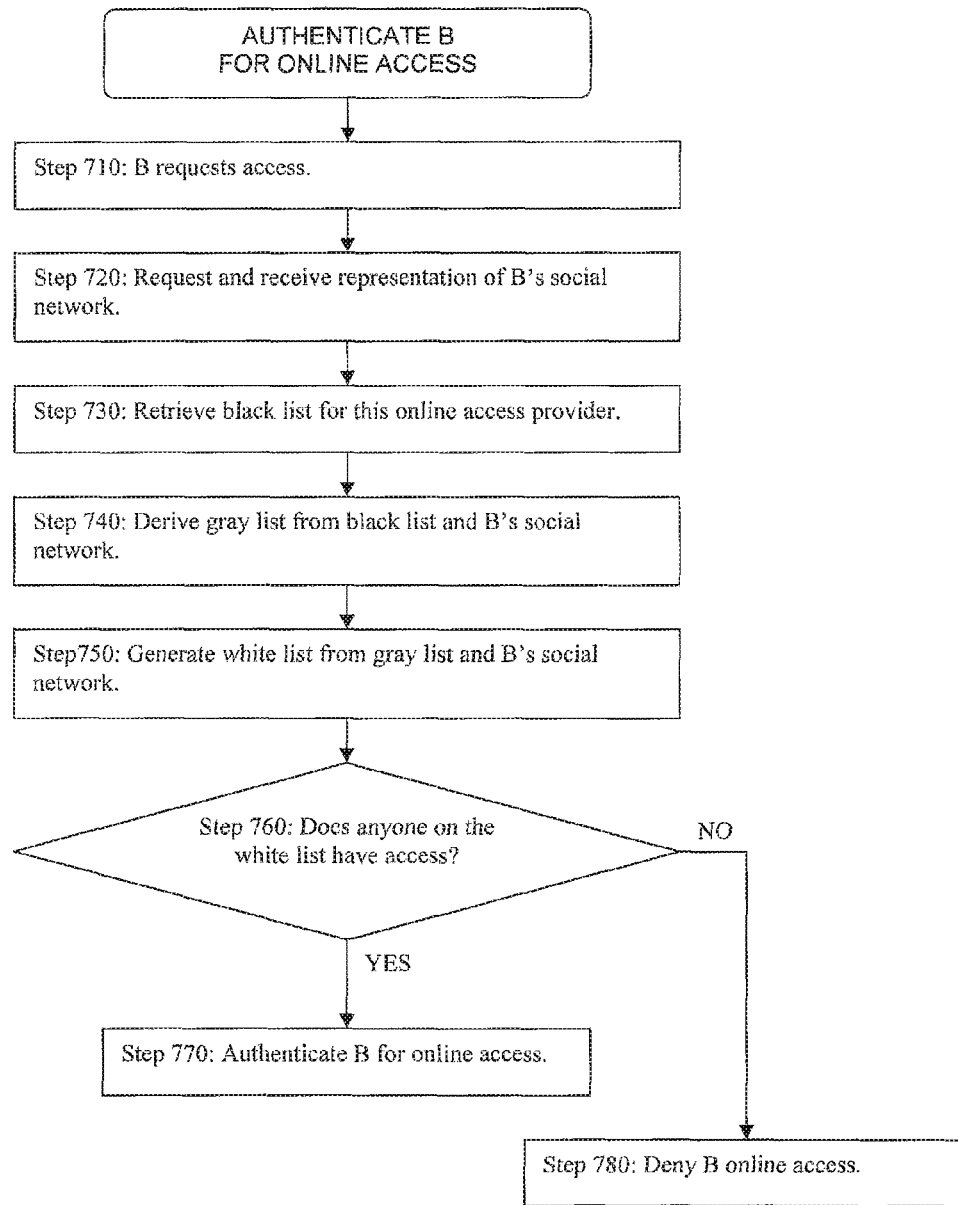 AUTHENTICATE B
FOR ONLINE ACCESS
Step 710: B requests access.
Step 720: Request and receive representation of B's social
network.
Step 730: Retrieve black list for this online access provider.
Step 740: Derive gray list from black list and B's social
network.
Step750: Generate white list from gray list and B's social
network.
Step 760: Does anyone on the
white list have access?
NO
YES
Step 770: Authenticate B for online access.
Step 780: Deny B online access.